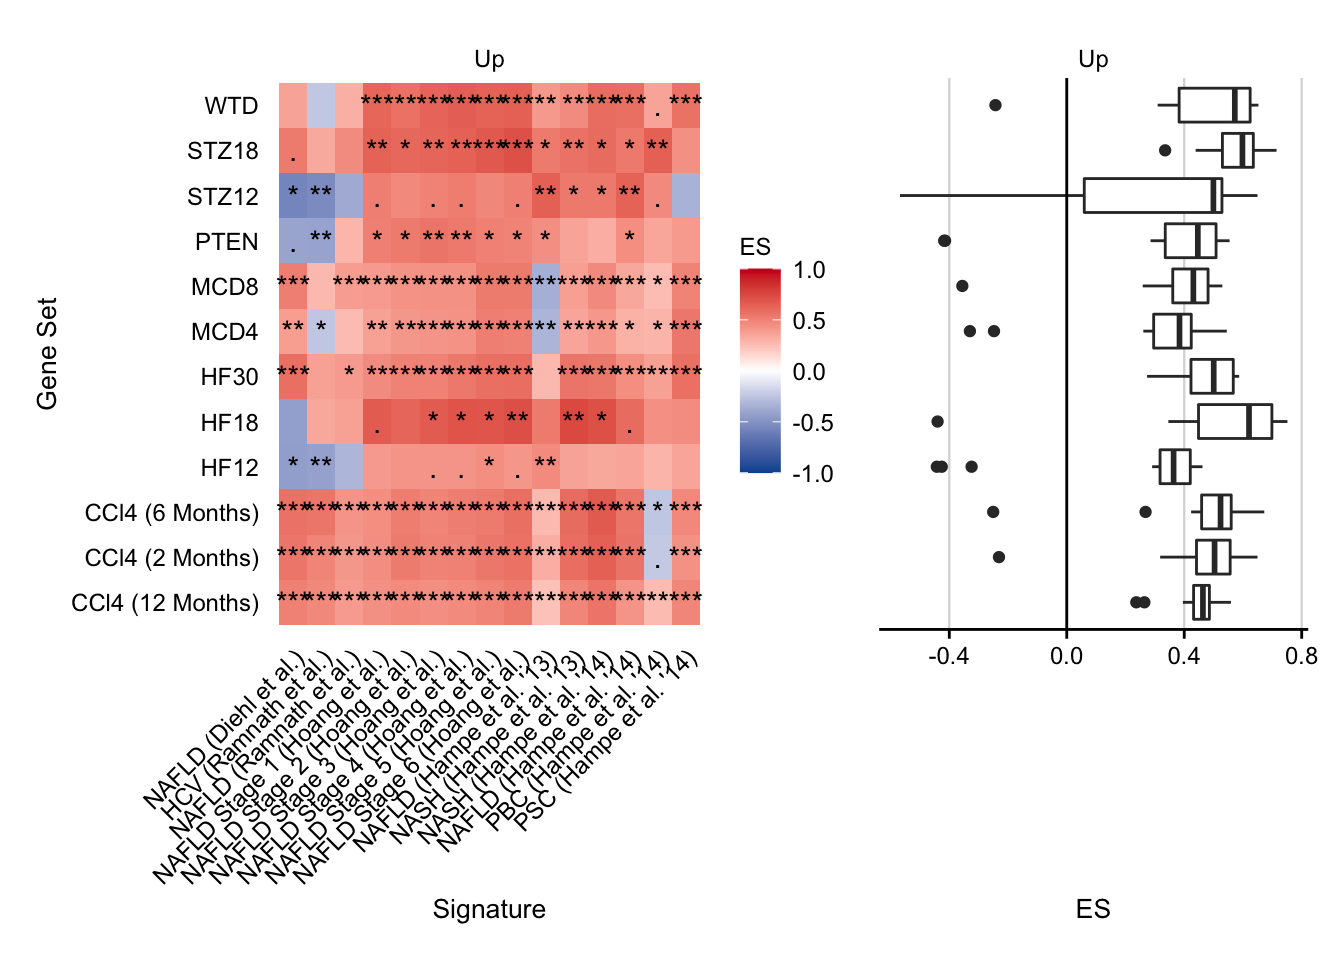 Up
Up
WTD
STZ18
STZ12
PTEN
MCD8
MCD4
HF30
HF18
HF12
CCl4 (6 Months)
CCl4 (2 Months)
CCl4 (12 Months)
Gene Set
ES
1.0
0.5
0.0
-0.5
-1.0
-0.4
0.0
0.4
0.8
NAFLD (Diehl et al.)
HCV (Ramnath et al.)
NAFLD (Ramnath et al.)
NAFLD Stage 1 (Hoang et al.)
NAFLD Stage 2 (Hoang et al.)
NAFLD Stage 3 (Hoang et al.)
NAFLD Stage 4 (Hoang et al.)
NAFLD Stage 5 (Hoang et al.)
NAFLD Stage 6 (Hoang et al.)
NAFLD (Hampe et al. '13)
NASH (Hampe et al. '13)
NASH (Hampe et al. '14)
NAFLD (Hampe et al. '14)
PBC (Hampe et al. '14)
PSC (Hampe et al. '14)
Signature
ES